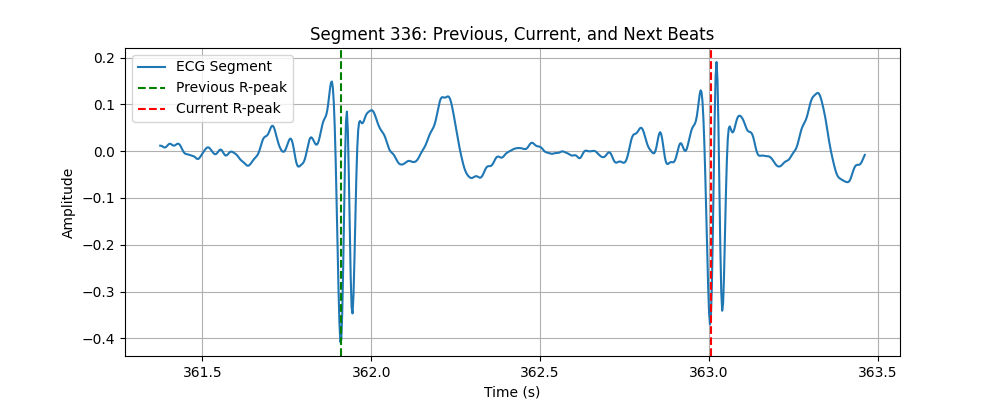 Segment 336: Previous, Current, and Next Beats
ECG Segment
Previous R-peak
Current R-peak
Amplitude
0.2
0.1
0.0
−0.1
−0.2
−0.3
−0.4
361.5 362.0 362.5 363.0 363.5
Time (s)